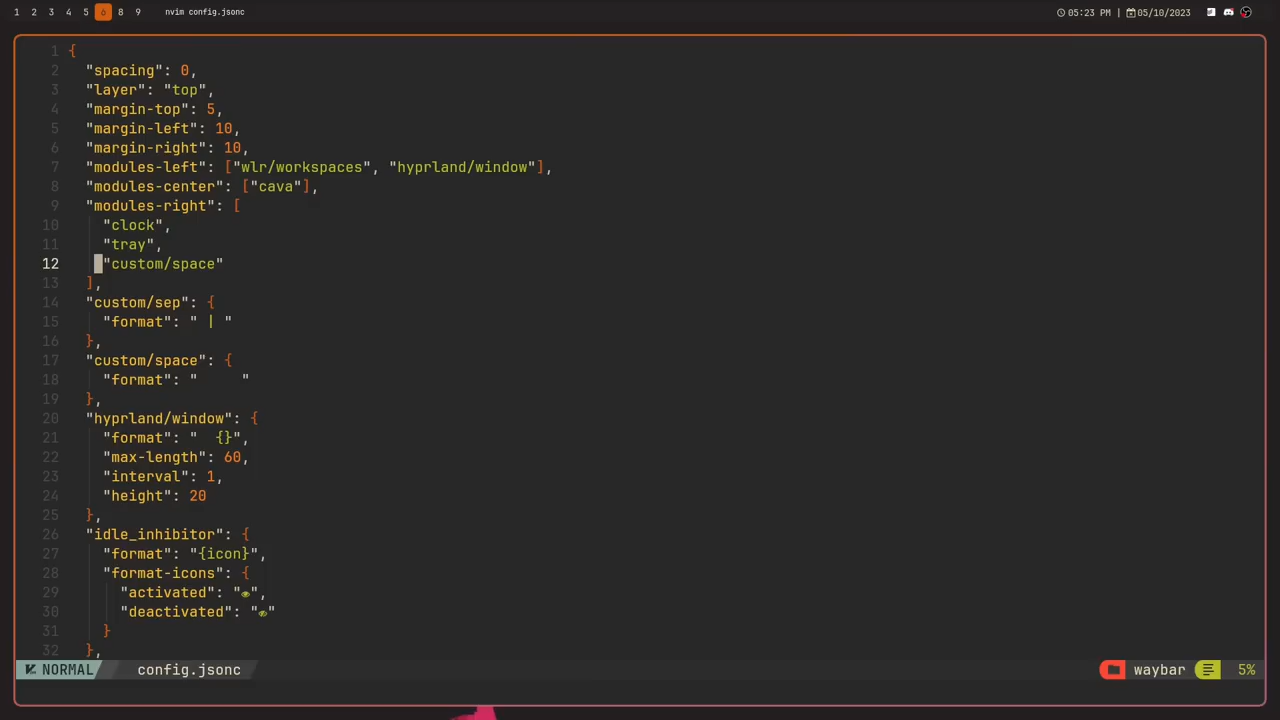 1 2 3 4 5 6 8 9 nvim config.jsonc 05:23 PM | 05/10/2023
1 {
2 "spacing": 0,
3 "layer": "top",
4 "margin-top": 5,
5 "margin-left": 10,
6 "margin-right": 10,
7 "modules-left": ["wlr/workspaces", "hyprland/window"],
8 "modules-center": ["cava"],
9 "modules-right": [
10 "clock",
11 "tray",
12 "custom/space"
13 ],
14 "custom/sep": {
15 "format": " | "
16 },
17 "custom/space": {
18 "format": "     "
19 },
20 "hyprland/window": {
21 "format": "  {}",
22 "max-length": 60,
23 "interval": 1,
24 "height": 20
25 },
26 "idle_inhibitor": {
27 "format": "{icon}",
28 "format-icons": {
29 "activated": "",
30 "deactivated": ""
31 }
32 },
NORMAL config.jsonc waybar 5%